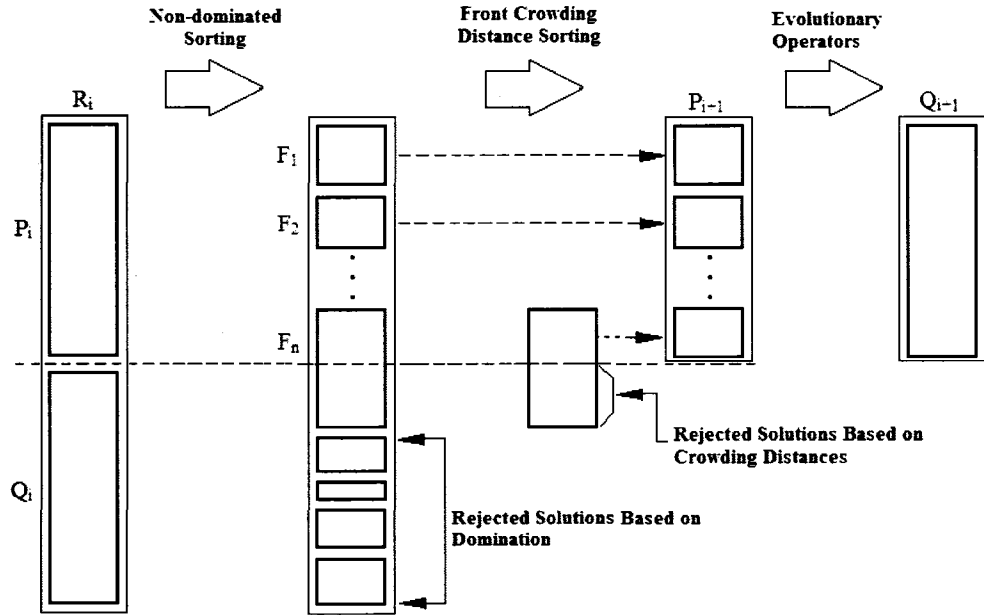 Non-dominated
Sorting
Front Crowding
Distance Sorting
Evolutionary
Operators
Rᵢ
Pᵢ₋₁
Qᵢ₋₁
F₁
Pᵢ
F₂
Fₙ
Rejected Solutions Based on
Crowding Distances
Qᵢ
Rejected Solutions Based on
Domination